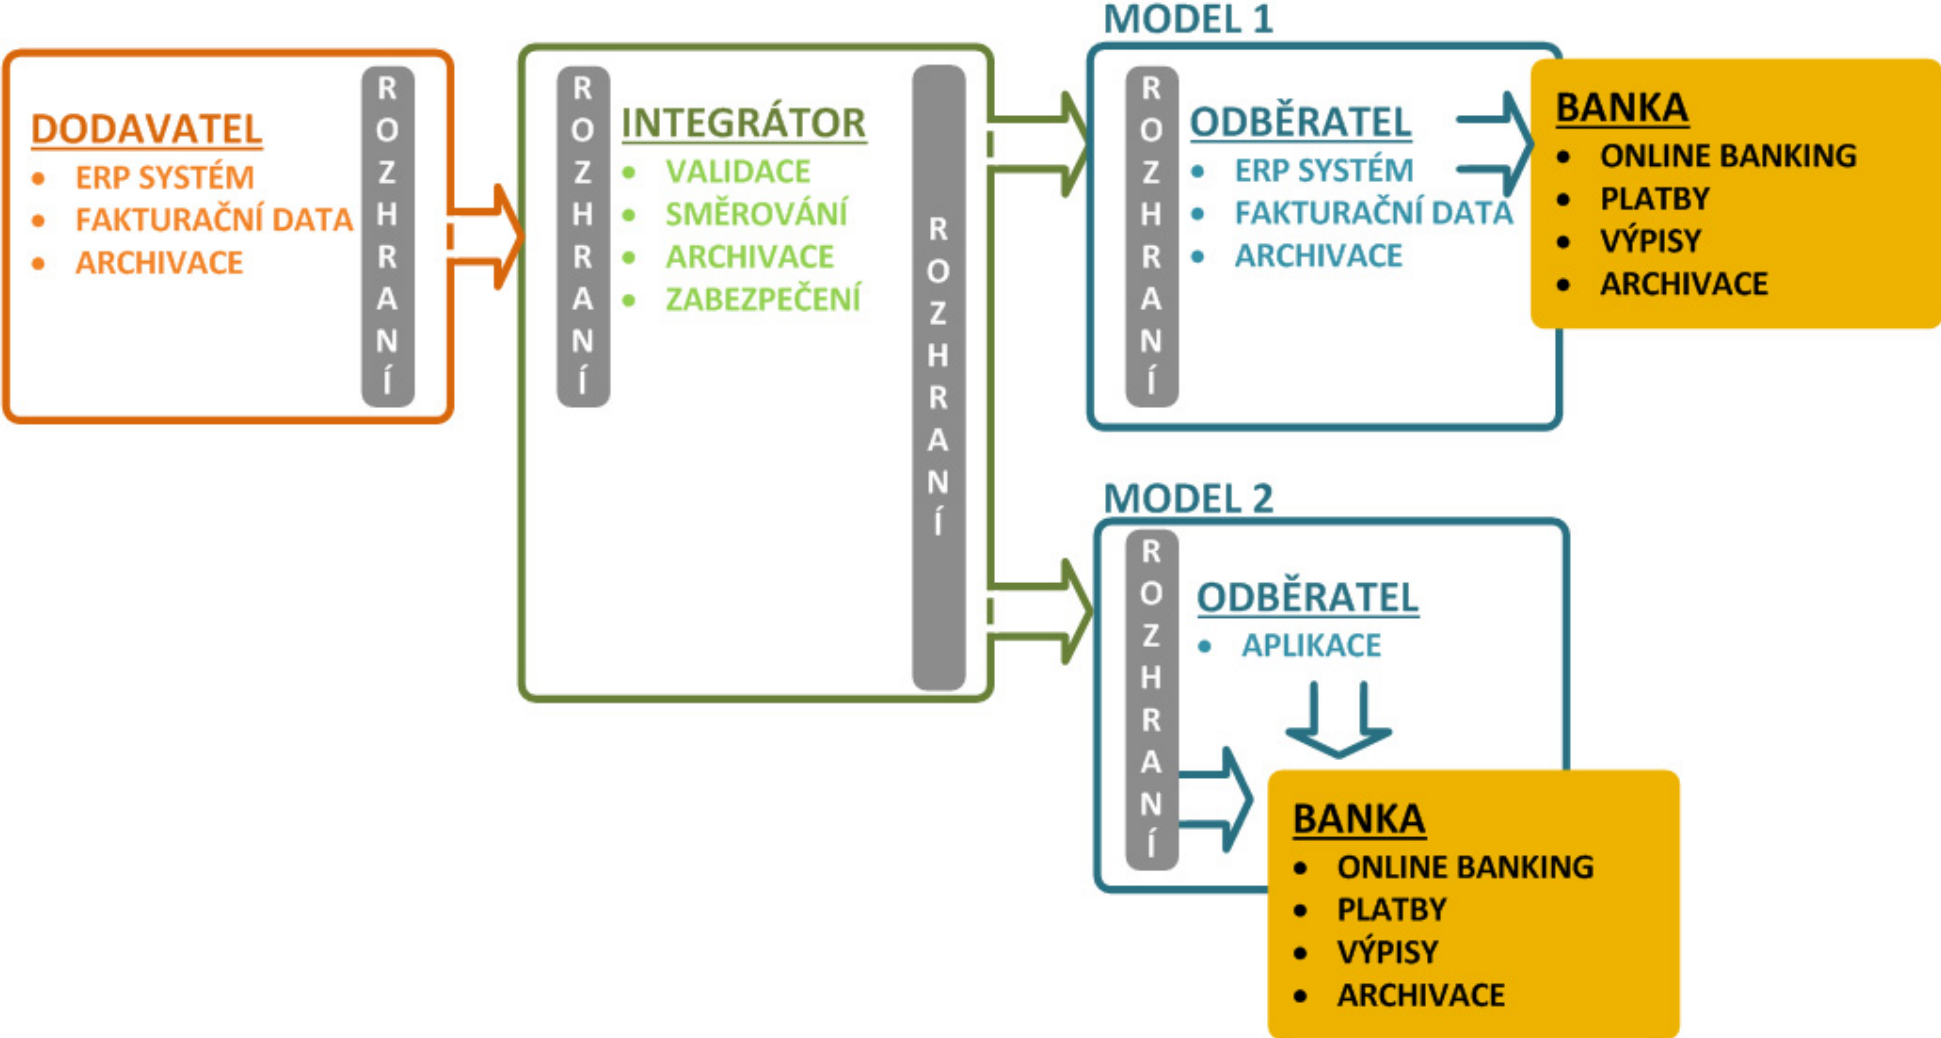 DODAVATEL
• ERP SYSTÉM
• FAKTURAČNÍ DATA
• ARCHIVACE
ROZHRANÍ
ROZHRANÍ
INTEGRÁTOR
• VALIDACE
• SMĚROVÁNÍ
• ARCHIVACE
• ZABEZPEČENÍ
ROZHRANÍ
MODEL 1
ROZHRANÍ
ODBĚRATEL
• ERP SYSTÉM
• FAKTURAČNÍ DATA
• ARCHIVACE
BANKA
• ONLINE BANKING
• PLATBY
• VÝPISY
• ARCHIVACE
MODEL 2
ROZHRANÍ
ODBĚRATEL
• APLIKACE
BANKA
• ONLINE BANKING
• PLATBY
• VÝPISY
• ARCHIVACE